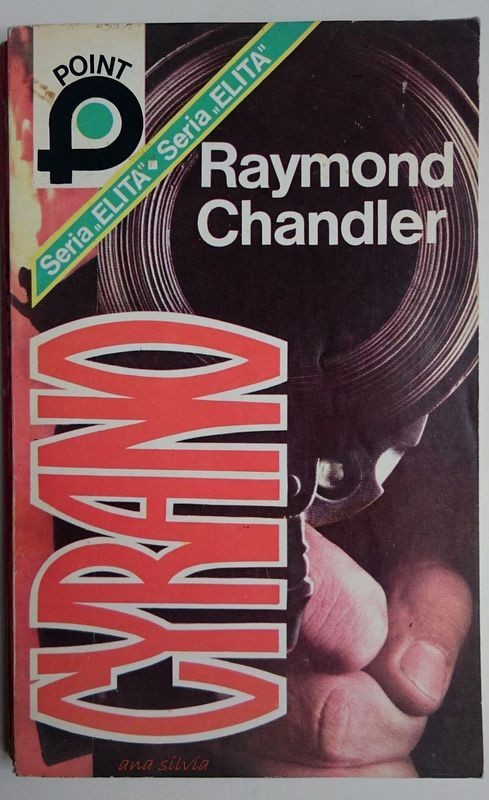 POINT
Seria „ELITA“ ▪ Seria „ELITA“
Raymond
Chandler
CYRANO
ana silvia